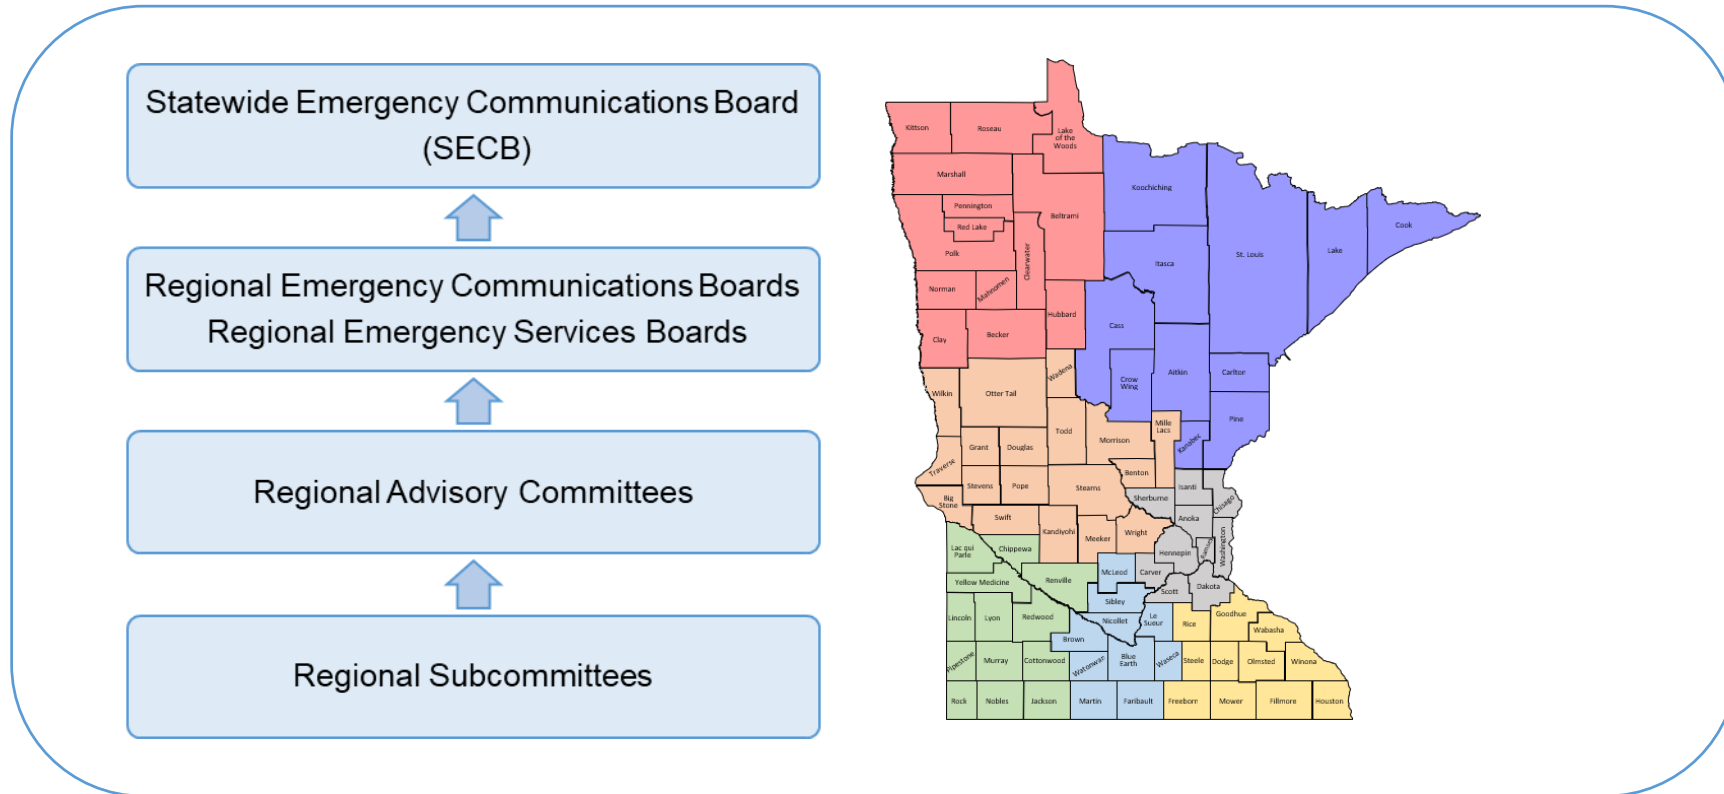 Statewide Emergency Communications Board
(SECB)
Regional Emergency Communications Boards
Regional Emergency Services Boards
Regional Advisory Committees
Regional Subcommittees
Kittson
Roseau
Lake
of the
Woods
Marshall
Koochiching
Pennington
Beltrami
Red Lake
Cook
Polk
Clearwater
Lake
St. Louis
Itasca
Norman
Mahnomen
Hubbard
Cass
Clay
Becker
Wadena
Aitkin
Carlton
Crow
Wing
Wilkin
Otter Tail
Pine
Mille
Lacs
Todd
Morrison
Kanabec
Grant
Douglas
Traverse
Benton
Stevens
Pope
Stearns
Isanti
Sherburne
Chisago
Big
Stone
Swift
Anoka
Kandiyohi
Meeker
Wright
Washington
Ramsey
Hennepin
Lac qui
Parle
Chippewa
McLeod
Carver
Yellow Medicine
Renville
Dakota
Scott
Sibley
Goodhue
Lincoln
Lyon
Redwood
Nicollet
Le
Sueur
Rice
Wabasha
Brown
Pipestone
Murray
Cottonwood
Watonwan
Blue
Earth
Waseca
Steele
Dodge
Olmsted
Winona
Rock
Nobles
Jackson
Martin
Faribault
Freeborn
Mower
Fillmore
Houston